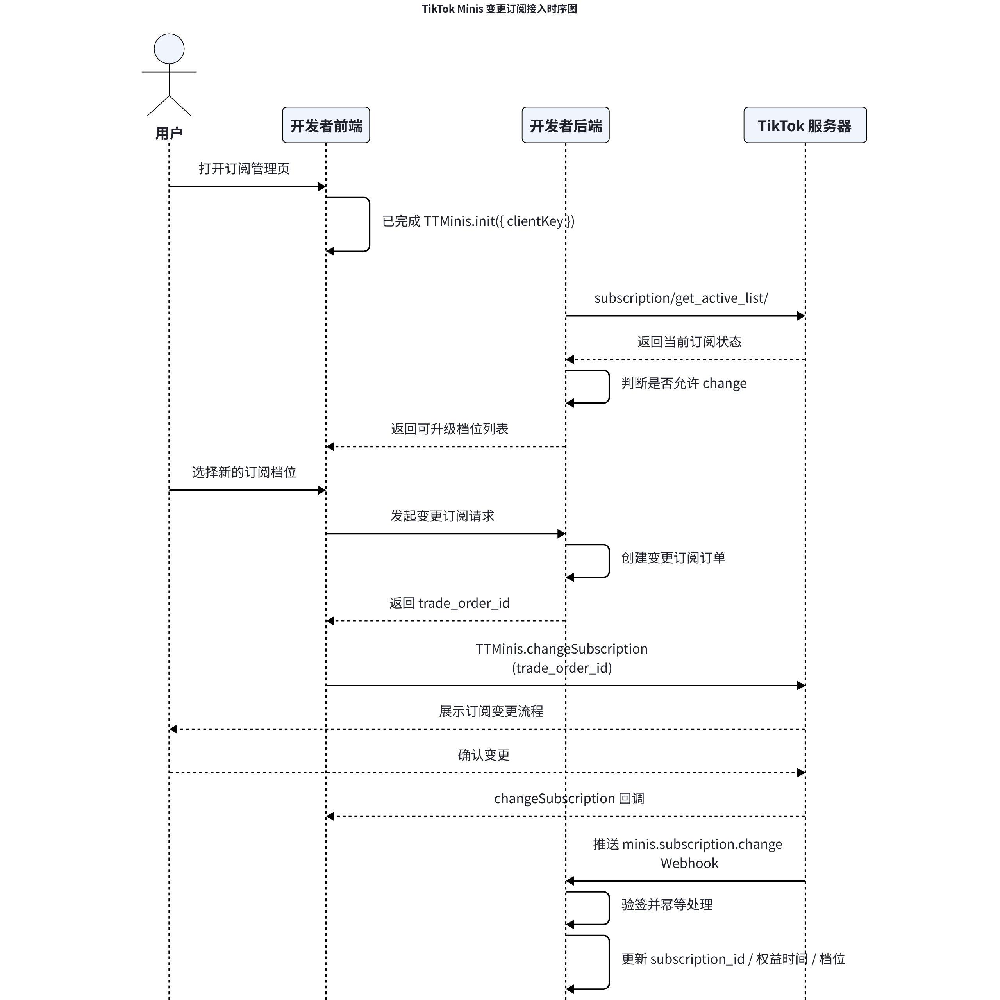 TikTok Minis 变更订阅接入时序图
用户
开发者前端
开发者后端
TikTok 服务器
打开订阅管理页
已完成 TTMinis.init({ clientKey })
subscription/get_active_list/
返回当前订阅状态
判断是否允许 change
返回可升级档位列表
选择新的订阅档位
发起变更订阅请求
创建变更订阅订单
返回 trade_order_id
TTMinis.changeSubscription
(trade_order_id)
展示订阅变更流程
确认变更
changeSubscription 回调
推送 minis.subscription.change
Webhook
验签并幂等处理
更新 subscription_id / 权益时间 / 档位